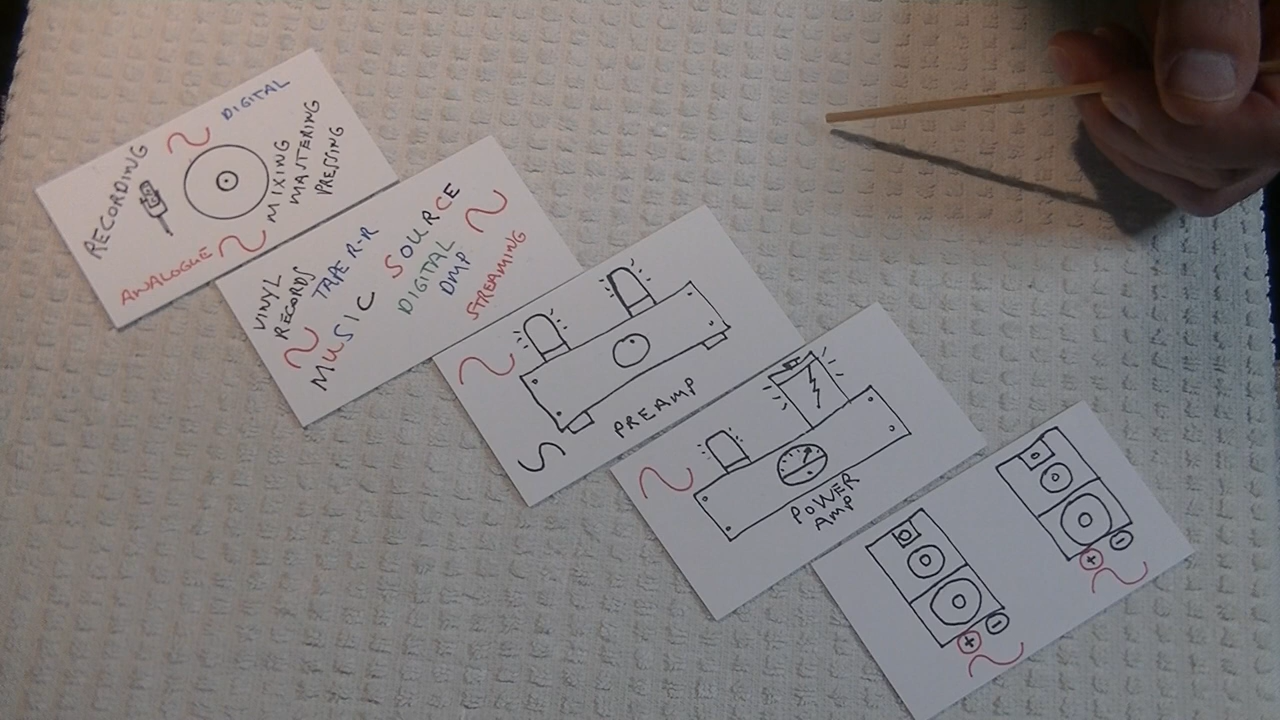 RECORDING
DIGITAL
MIXING
MASTERING
PRESSING
ANALOGUE
VINYL
RECORDS
TAPE R-R
MUSIC SOURCE
DIGITAL
DMP
STREAMING
PREAMP
POWER
AMP
+ -
+ -